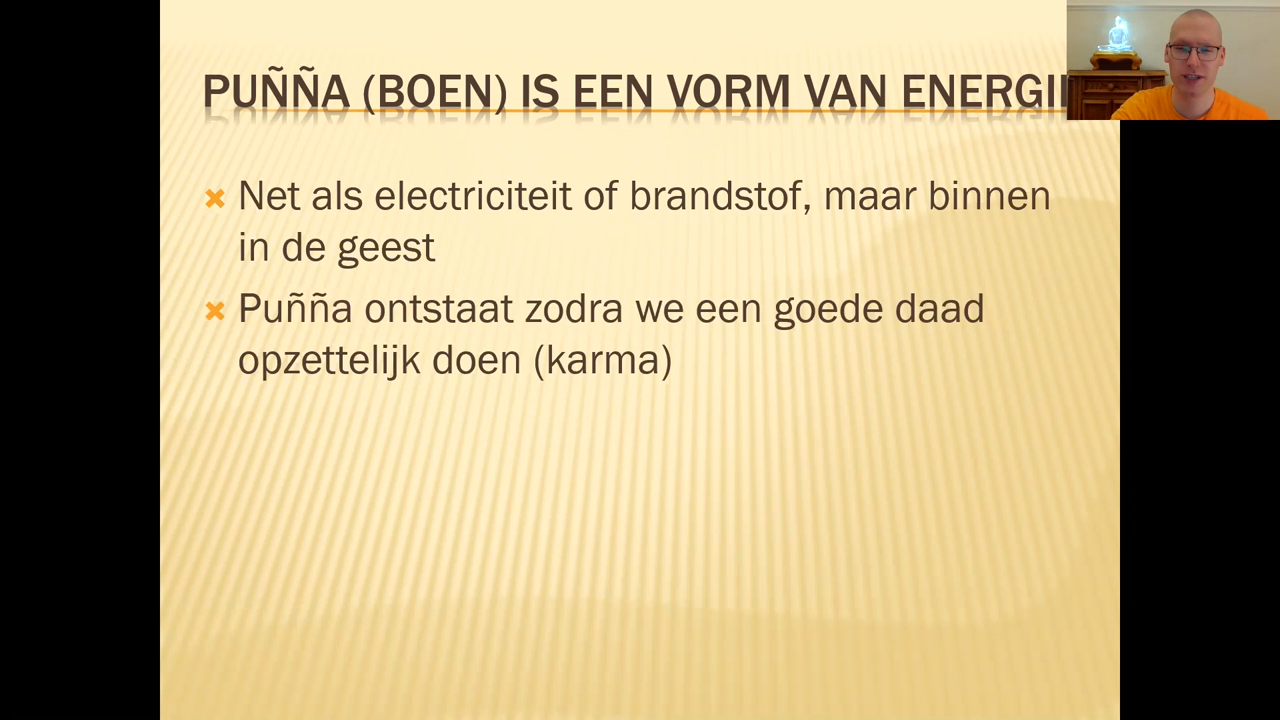 PUÑÑA (BOEN) IS EEN VORM VAN ENERGI
Net als electriciteit of brandstof, maar binnen
in de geest
Puñña ontstaat zodra we een goede daad
opzettelijk doen (karma)